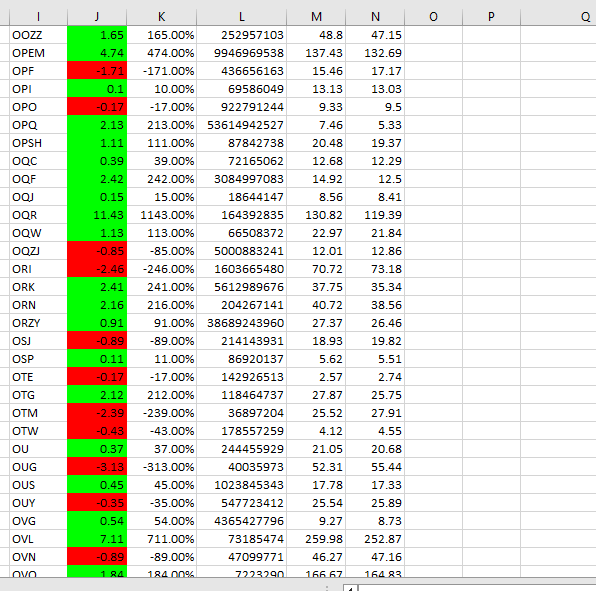 I J K L M N O P Q
OOZZ 1.65 165.00% 252957103 48.8 47.15
OPEM 4.74 474.00% 9946969538 137.43 132.69
OPF -1.71 -171.00% 436656163 15.46 17.17
OPI 0.1 10.00% 69586049 13.13 13.03
OPO -0.17 -17.00% 922791244 9.33 9.5
OPQ 2.13 213.00% 53614942527 7.46 5.33
OPSH 1.11 111.00% 87842738 20.48 19.37
OQC 0.39 39.00% 72165062 12.68 12.29
OQF 2.42 242.00% 3084997083 14.92 12.5
OQJ 0.15 15.00% 18644147 8.56 8.41
OQR 11.43 1143.00% 164392835 130.82 119.39
OQW 1.13 113.00% 66508372 22.97 21.84
OQZJ -0.85 -85.00% 5000883241 12.01 12.86
ORI -2.46 -246.00% 1603665480 70.72 73.18
ORK 2.41 241.00% 5612989676 37.75 35.34
ORN 2.16 216.00% 204267141 40.72 38.56
ORZY 0.91 91.00% 38689243960 27.37 26.46
OSJ -0.89 -89.00% 214143931 18.93 19.82
OSP 0.11 11.00% 86920137 5.62 5.51
OTE -0.17 -17.00% 142926513 2.57 2.74
OTG 2.12 212.00% 118464737 27.87 25.75
OTM -2.39 -239.00% 36897204 25.52 27.91
OTW -0.43 -43.00% 178557259 4.12 4.55
OU 0.37 37.00% 244455929 21.05 20.68
OUG -3.13 -313.00% 40035973 52.31 55.44
OUS 0.45 45.00% 1023845343 17.78 17.33
OUY -0.35 -35.00% 547723412 25.54 25.89
OVG 0.54 54.00% 4365427796 9.27 8.73
OVL 7.11 711.00% 73185474 259.98 252.87
OVN -0.89 -89.00% 47099771 46.27 47.16
1.84 184.00% 7223290 166.67 164.83